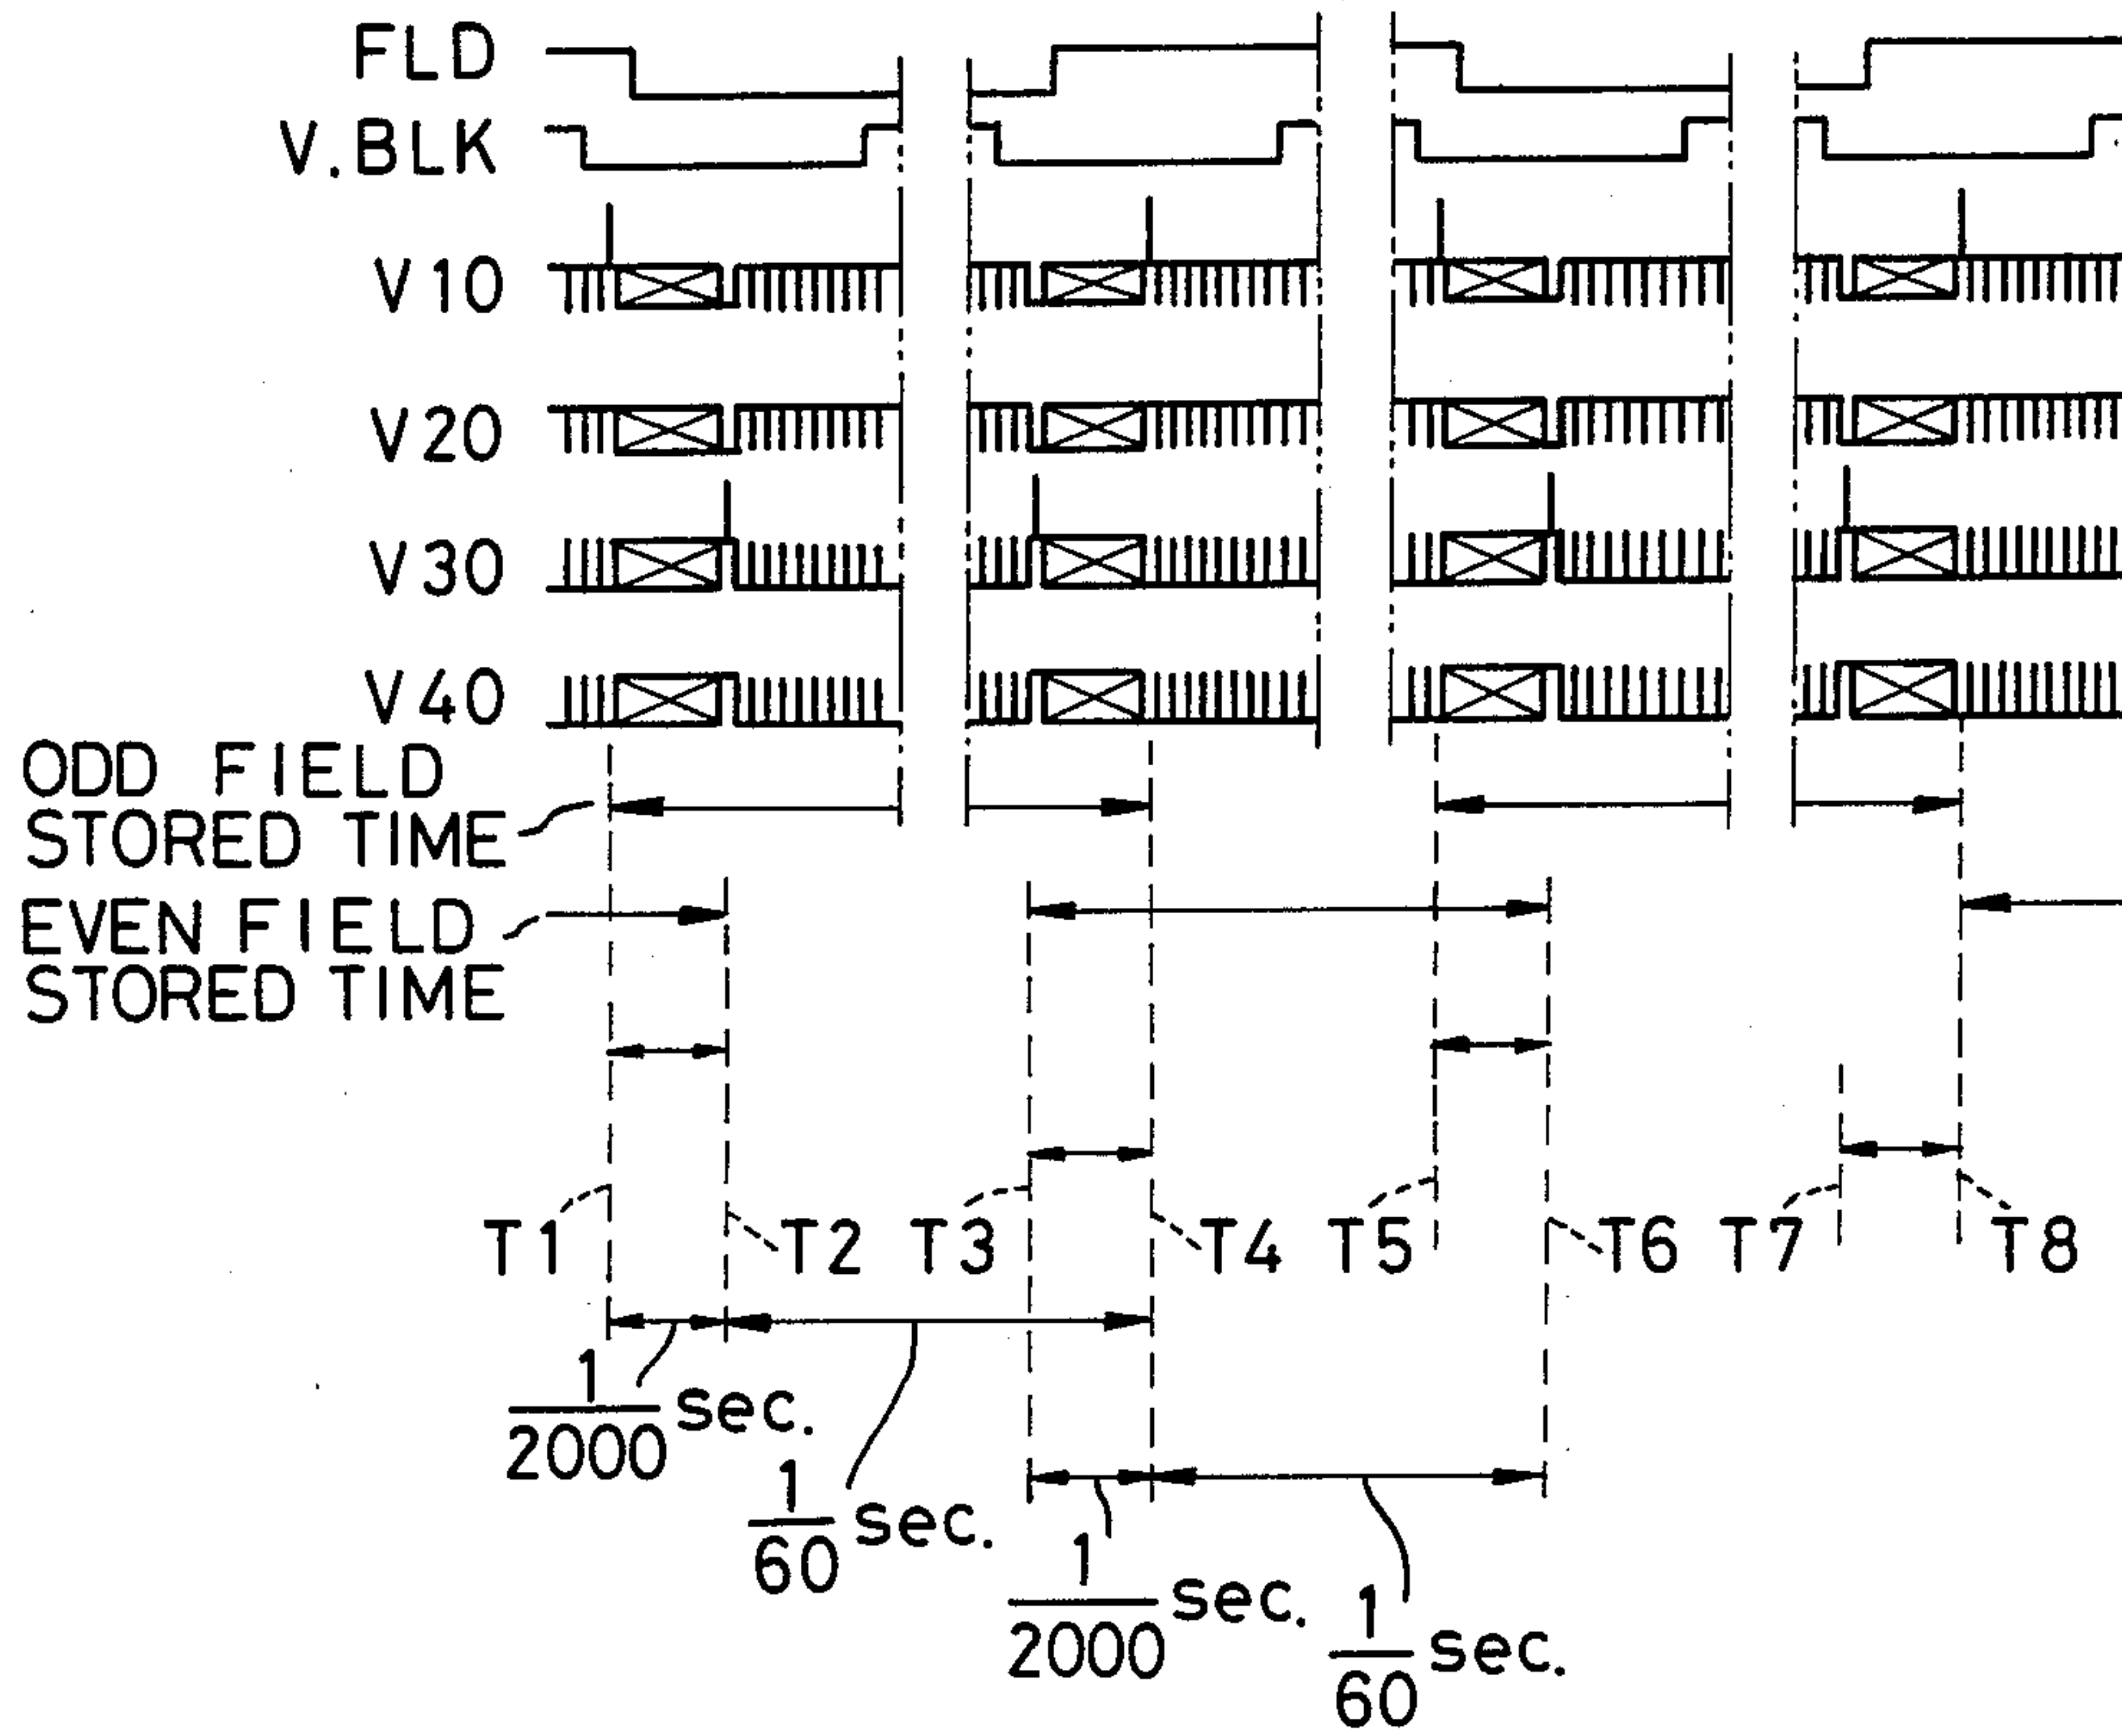 FLD
V.BLK
V10
V20
V30
V40
ODD FIELD
STORED TIME
EVEN FIELD
STORED TIME
T1 T2 T3 T4 T5 T6 T7 T8
1/2000 sec.
1/60 sec.
1/2000 sec.
1/60 sec.